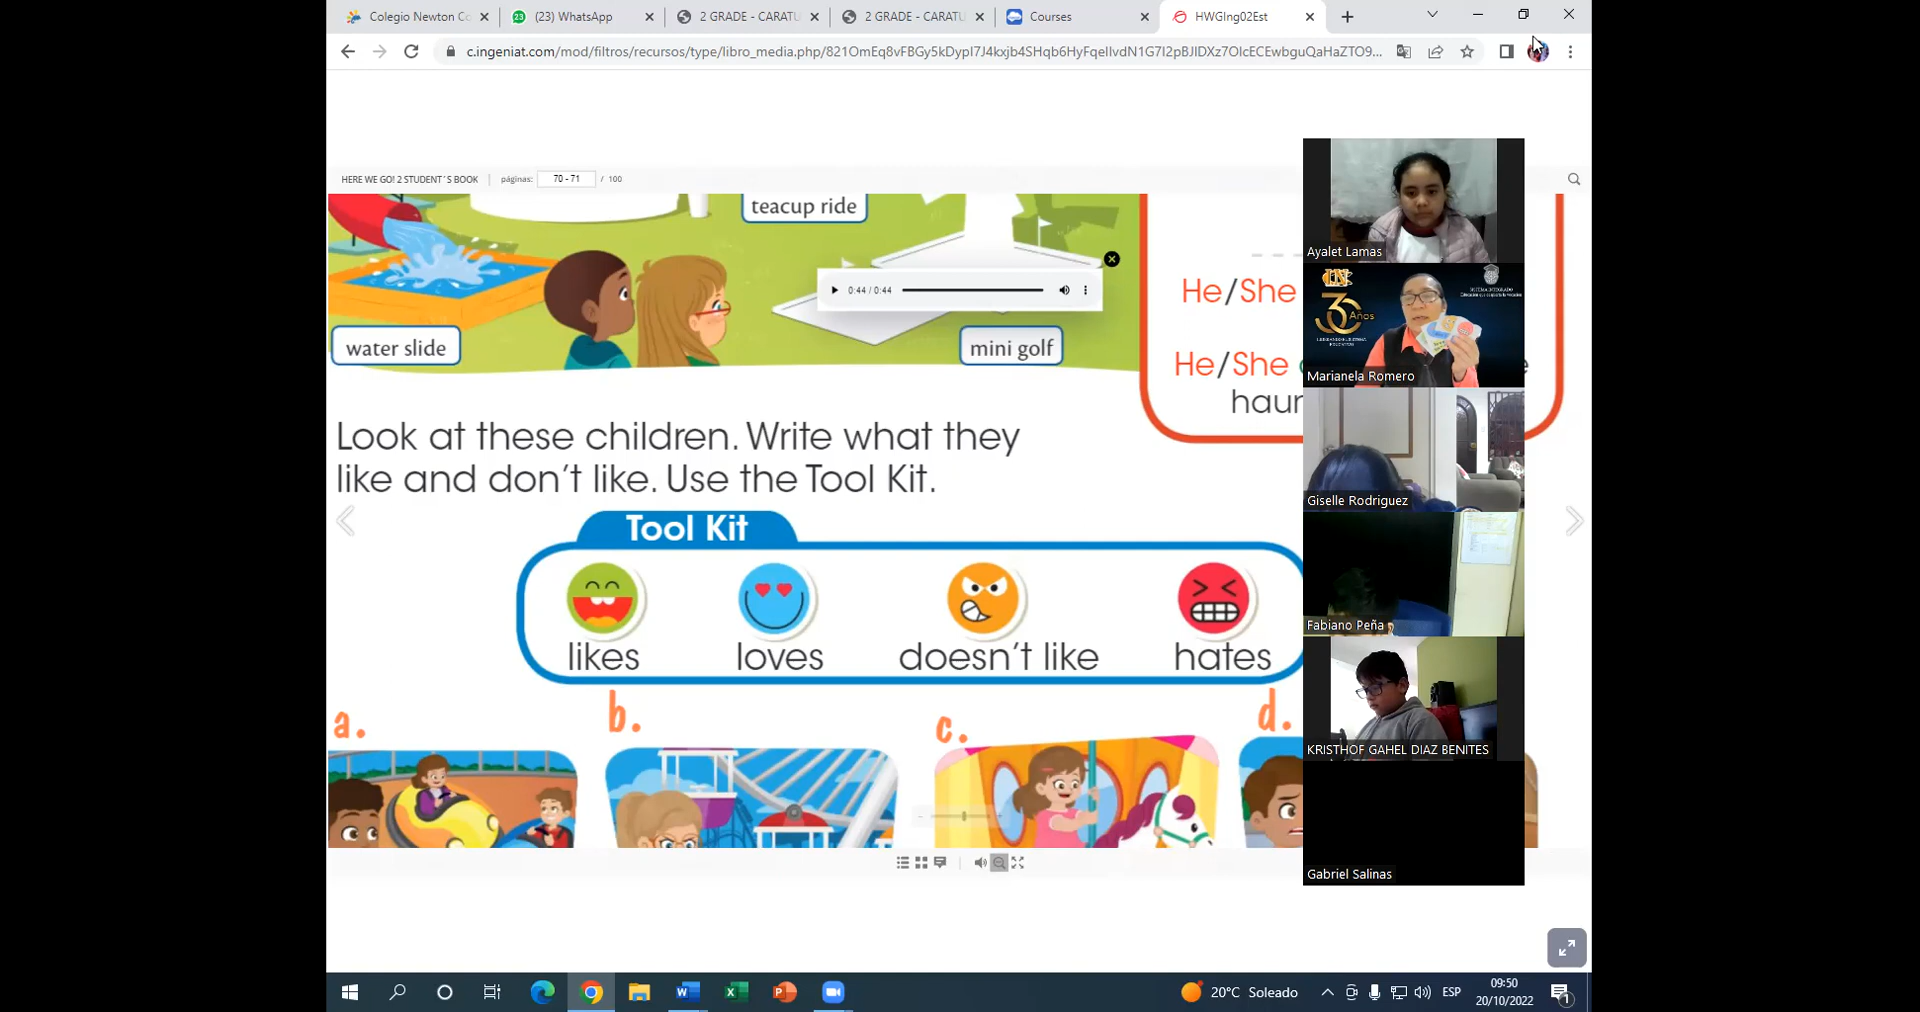 Colegio Newton Co
(23) WhatsApp
2 GRADE - CARATU
2 GRADE - CARATU
Courses
HWGIng02Est
HERE WE GO! 2 STUDENT´S BOOK
páginas:
70 - 71
/ 100
teacup ride
water slide
0:44 / 0:44
mini golf
He/She
He/She
haun
Look at these children. Write what they
like and don't like. Use the Tool Kit.
Tool Kit
likes
loves
doesn't like
hates
a.
b.
c.
d.
Ayalet Lamas
30
Años
Marianela Romero
Giselle Rodriguez
Fabiano Peña
KRISTHOF GAHEL DIAZ BENITES
Gabriel Salinas
20°C Soleado
ESP
09:50
20/10/2022
1